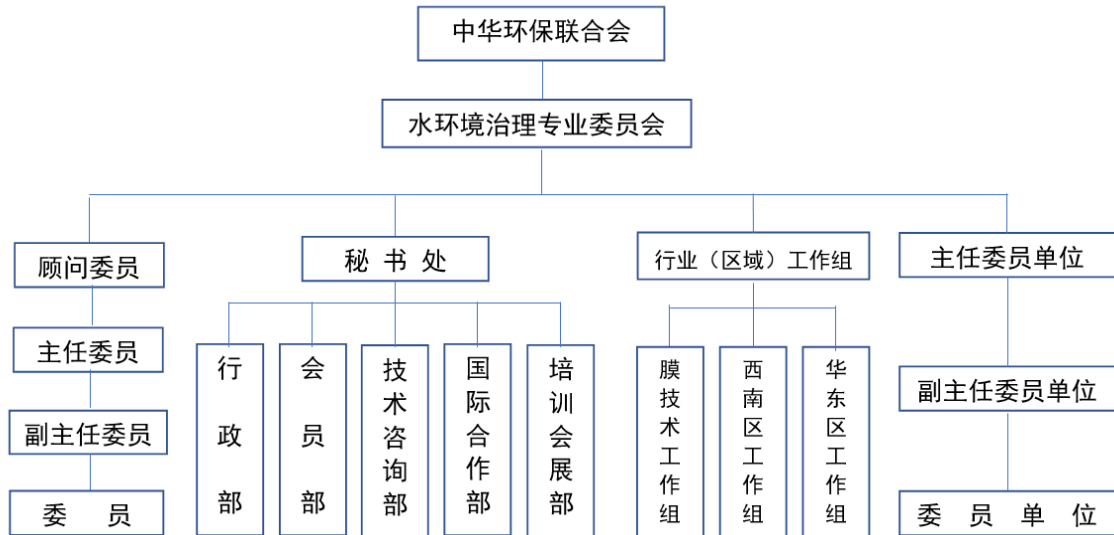 中华环保联合会
水环境治理专业委员会
顾问委员
秘 书 处
行业（区域）工作组
主任委员单位
主任委员
副主任委员
委 员
行政部
会员部
技术咨询部
国际合作部
培训会展部
膜技术工作组
西南区工作组
华东区工作组
副主任委员单位
委 员 单 位